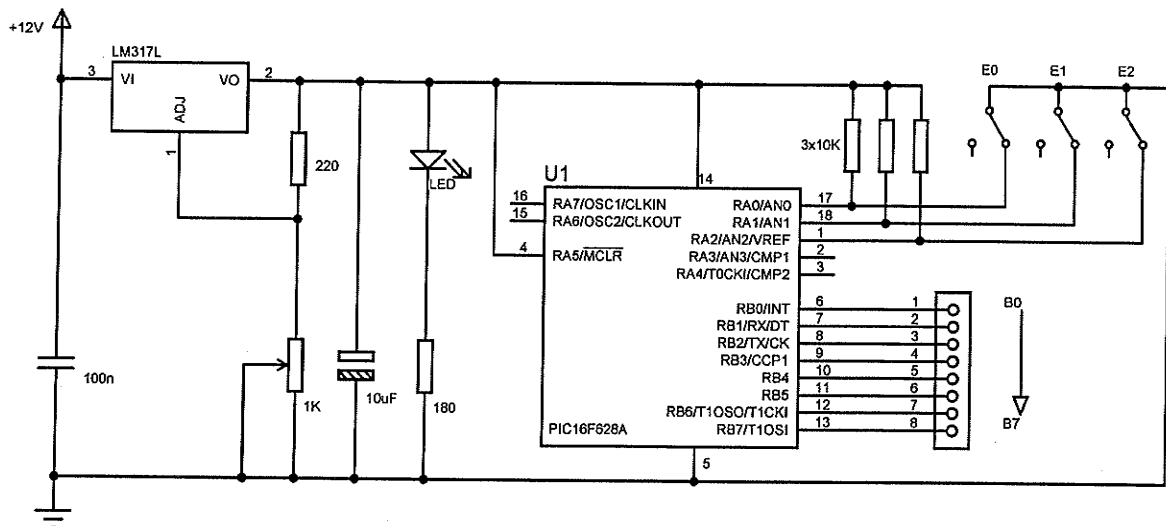 +12V
LM317L
3
VI
VO
2
ADJ
1
220
LED
100n
1K
10uF
180
E0
E1
E2
3x10K
U1
14
16
RA7/OSC1/CLKIN
15
RA6/OSC2/CLKOUT
4
RA5/MCLR
RA0/AN0
17
RA1/AN1
18
RA2/AN2/VREF
1
RA3/AN3/CMP1
2
RA4/T0CKI/CMP2
3
RB0/INT
6
1
RB1/RX/DT
7
2
RB2/TX/CK
8
3
RB3/CCP1
9
4
RB4
10
5
RB5
11
6
RB6/T1OSO/T1CKI
12
7
RB7/T1OSI
13
8
B0
B7
PIC16F628A
5